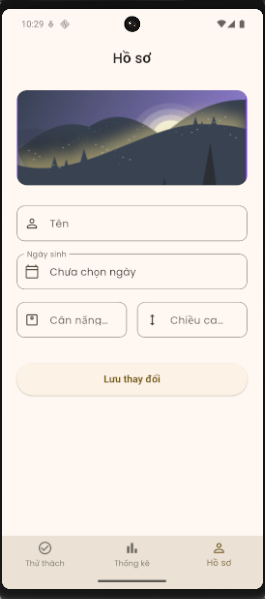 10:29
Hồ sơ
Tên
Ngày sinh
Chưa chọn ngày
Cân nặng...
Chiều ca...
Lưu thay đổi
Thử thách
Thống kê
Hồ sơ